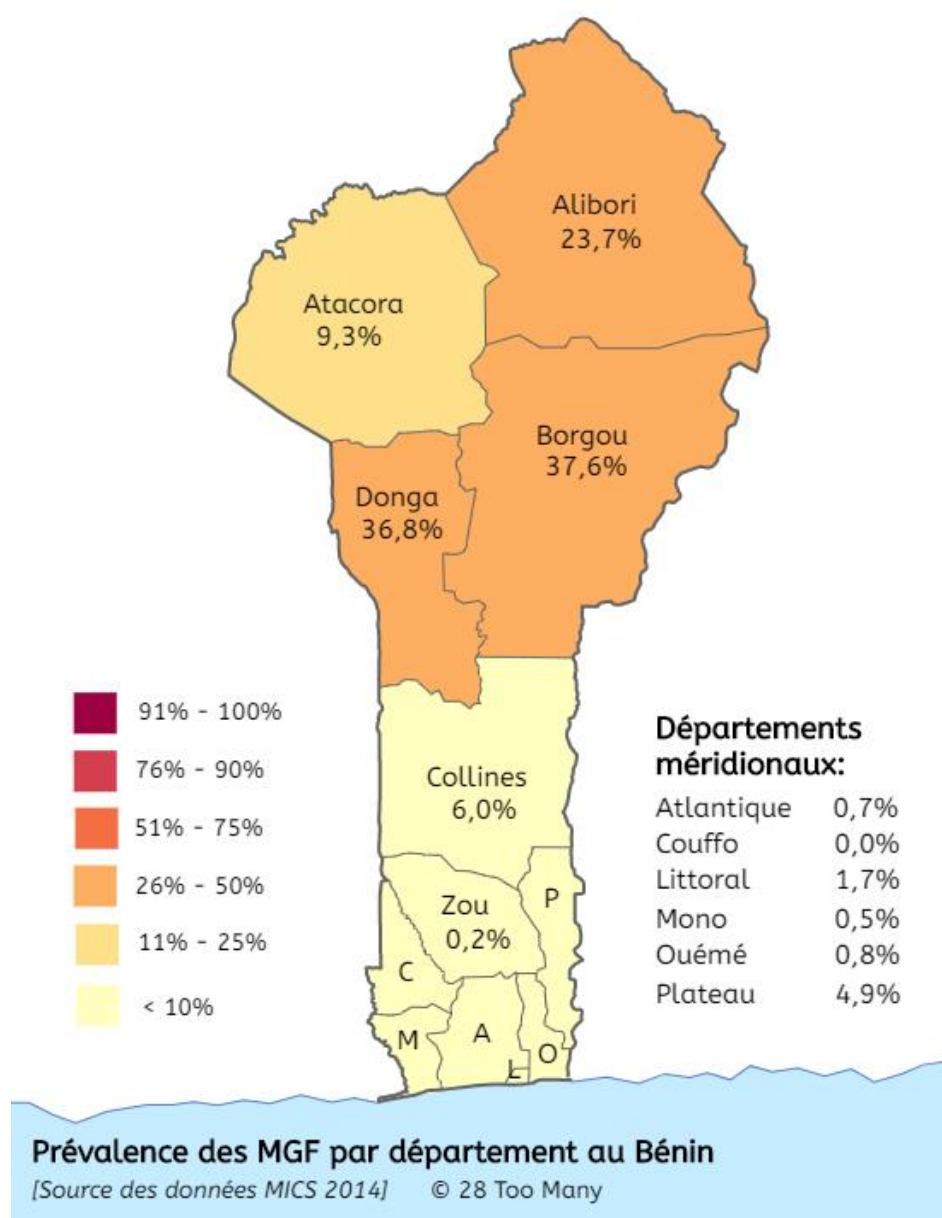 Alibori
23,7%
Atacora
9,3%
Borgou
37,6%
Donga
36,8%
91% - 100%
76% - 90%
51% - 75%
26% - 50%
11% - 25%
< 10%
Collines
6,0%
Zou
0,2%
P
C
M
A
L
O
Départements
méridionaux:
Atlantique 0,7%
Couffo 0,0%
Littoral 1,7%
Mono 0,5%
Ouémé 0,8%
Plateau 4,9%
Prévalence des MGF par département au Bénin
[Source des données MICS 2014] © 28 Too Many